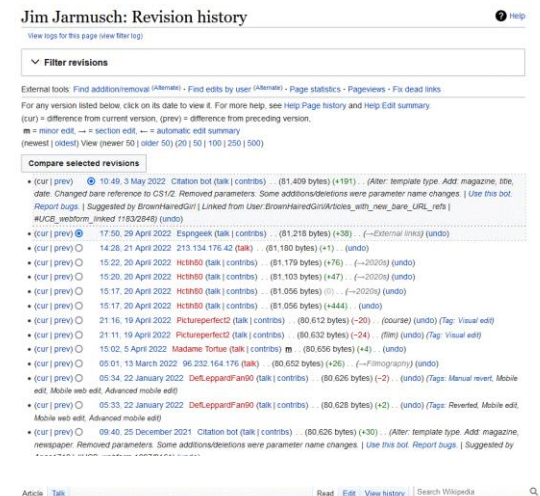 Jim Jarmusch: Revision history
Help
View logs for this page (view filter log)
Filter revisions
External tools: Find addition/removal (Alternate) · Find edits by user (Alternate) · Page statistics · Pageviews · Fix dead links
For any version listed below, click on its date to view it. For more help, see Help:Page history and Help:Edit summary.
(cur) = difference from current version, (prev) = difference from preceding version,
m = minor edit, → = section edit, ← = automatic edit summary
(newest | oldest) View (newer 50 | older 50) (20 | 50 | 100 | 250 | 500)
Compare selected revisions
(cur | prev) 10:49, 3 May 2022 Citation bot (talk | contribs) . . (81,409 bytes) (+191) . . (Alter: template type. Add: magazine, title,
date. Changed bare reference to CS1/2. Removed parameters. Some additions/deletions were parameter name changes. | Use this bot.
Report bugs. | Suggested by BrownHairedGirl | Linked from User:BrownHairedGirl/Articles_with_new_bare_URL_refs |
#UCB_webform_linked 1183/2848) (undo)
(cur | prev) 17:50, 29 April 2022 Espngeek (talk | contribs) . . (81,218 bytes) (+38) . . (→External links) (undo)
(cur | prev) 14:28, 21 April 2022 213.134.176.42 (talk) . . (81,180 bytes) (+1) . . (undo)
(cur | prev) 15:22, 20 April 2022 Hctih80 (talk | contribs) . . (81,179 bytes) (+76) . . (→2020s) (undo)
(cur | prev) 15:20, 20 April 2022 Hctih80 (talk | contribs) . . (81,103 bytes) (+47) . . (→2020s) (undo)
(cur | prev) 15:17, 20 April 2022 Hctih80 (talk | contribs) . . (81,056 bytes) (0) . . (→2020s) (undo)
(cur | prev) 15:17, 20 April 2022 Hctih80 (talk | contribs) . . (81,056 bytes) (+444) . . (undo)
(cur | prev) 21:16, 19 April 2022 Pictureperfect2 (talk | contribs) . . (80,612 bytes) (−20) . . (course) (undo) (Tag: Visual edit)
(cur | prev) 21:11, 19 April 2022 Pictureperfect2 (talk | contribs) . . (80,632 bytes) (−24) . . (film) (undo) (Tag: Visual edit)
(cur | prev) 15:02, 5 April 2022 Madame Tortue (talk | contribs) m . . (80,656 bytes) (+4) . . (undo)
(cur | prev) 05:01, 13 March 2022 96.232.164.176 (talk) . . (80,652 bytes) (+26) . . (→Filmography) (undo)
(cur | prev) 05:34, 22 January 2022 DefLeppardFan90 (talk | contribs) . . (80,626 bytes) (−2) . . (undo) (Tags: Manual revert, Mobile
edit, Mobile web edit, Advanced mobile edit)
(cur | prev) 05:33, 22 January 2022 DefLeppardFan90 (talk | contribs) . . (80,628 bytes) (+2) . . (undo) (Tags: Reverted, Mobile edit,
Mobile web edit, Advanced mobile edit)
(cur | prev) 09:40, 25 December 2021 Citation bot (talk | contribs) . . (80,626 bytes) (+30) . . (Alter: template type. Add: magazine,
newspaper. Removed parameters. Some additions/deletions were parameter name changes. | Use this bot. Report bugs. | Suggested by
Article Talk Read Edit View history Search Wikipedia